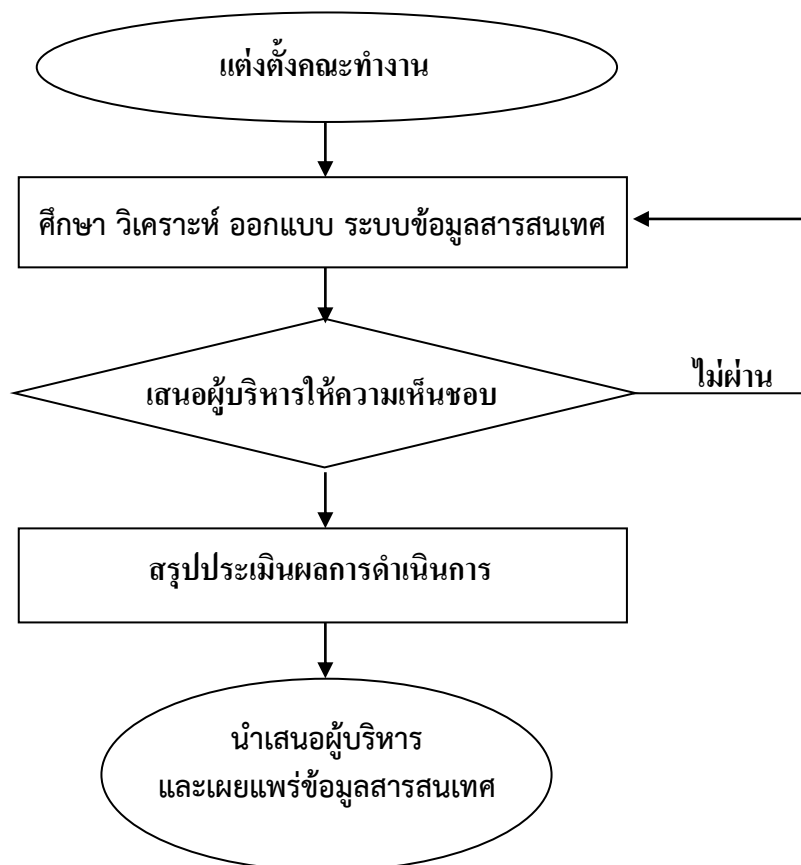 แต่งตั้งคณะทำงาน
ศึกษา วิเคราะห์ ออกแบบ ระบบข้อมูลสารสนเทศ
เสนอผู้บริหารให้ความเห็นชอบ
ไม่ผ่าน
สรุปประเมินผลการดำเนินการ
นำเสนอผู้บริหาร
และเผยแพร่ข้อมูลสารสนเทศ